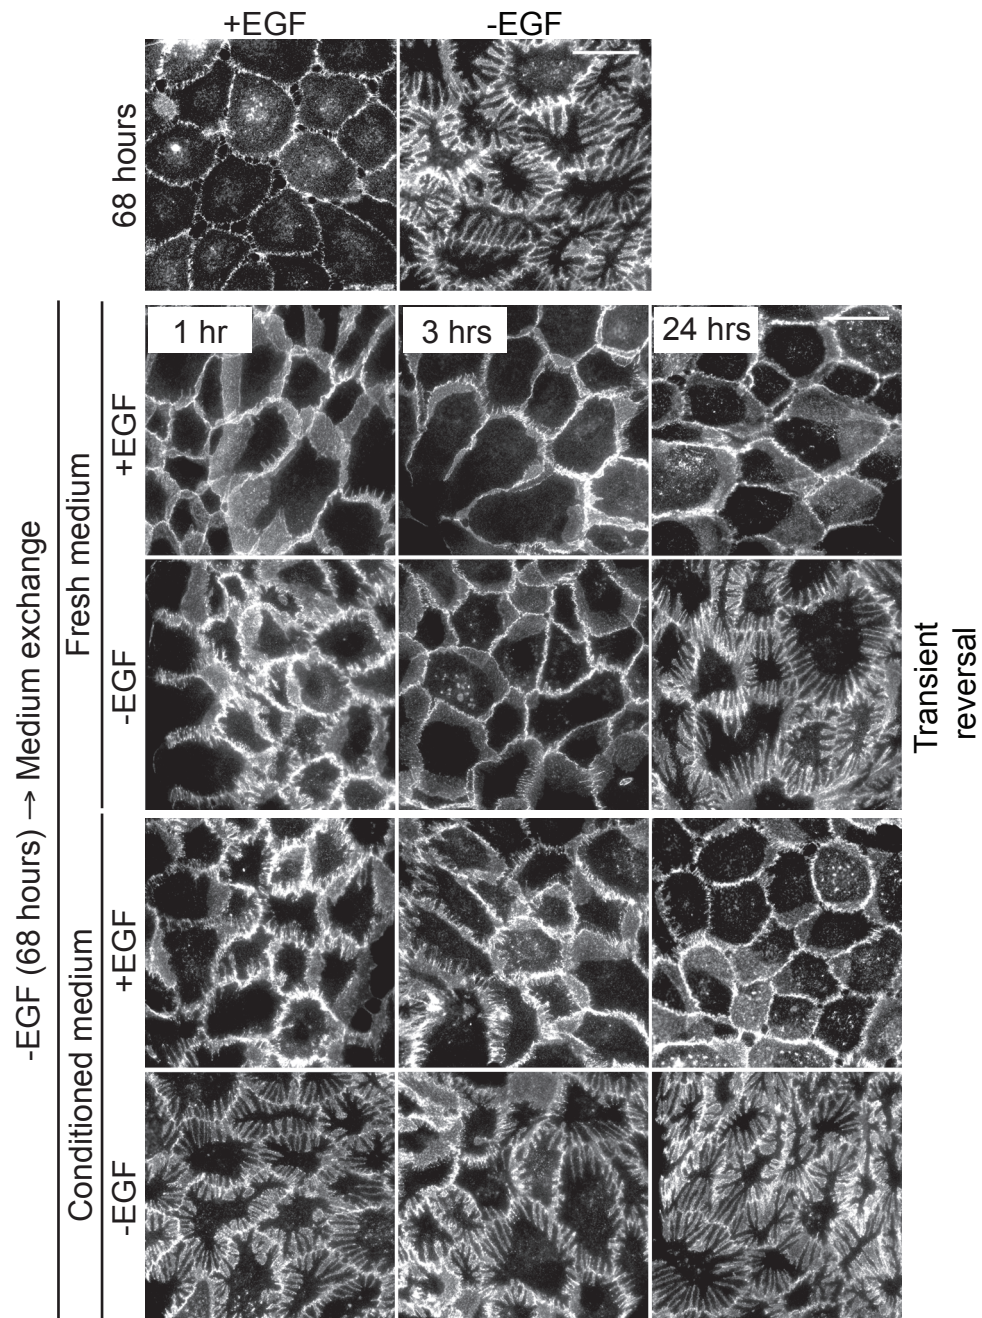 +EGF
-EGF
68 hours
1 hr
3 hrs
24 hrs
-EGF (68 hours) → Medium exchange
Fresh medium
+EGF
-EGF
Transient
reversal
Conditioned medium
+EGF
-EGF